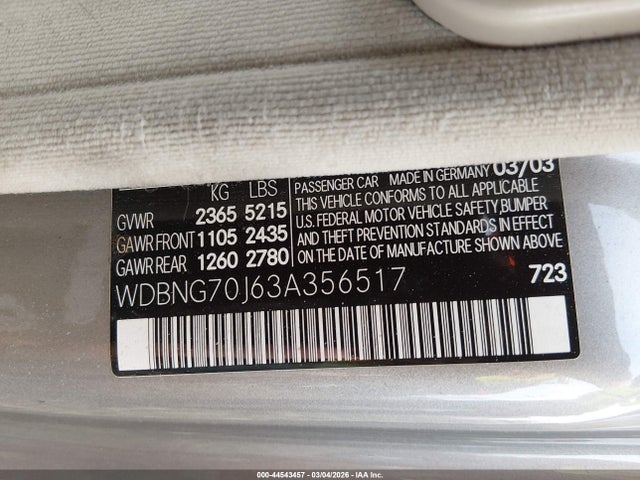 KG LBS
GVWR 2365 5215
GAWR FRONT 1105 2435
GAWR REAR 1260 2780
PASSENGER CAR MADE IN GERMANY 03/03
THIS VEHICLE CONFORMS TO ALL APPLICABLE
U.S. FEDERAL MOTOR VEHICLE SAFETY, BUMPER
AND THEFT PREVENTION STANDARDS IN EFFECT
ON THE DATE OF MANUFACTURE SHOWN ABOVE.
WDBNG70J63A356517
723
000-44543457 - 03/04/2026 - IAA Inc.